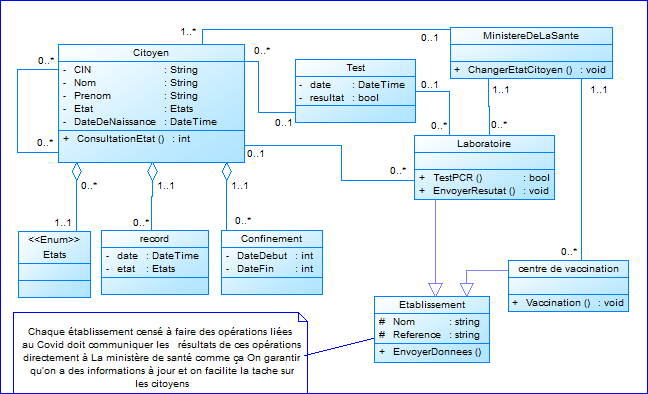 1..*
0..1
MinistereDeLaSante
+ ChangerEtatCitoyen () : void
0..*
Citoyen
- CIN : String
- Nom : String
- Prenom : String
- Etat : Etats
- DateDeNaissance : DateTime
+ ConsultationEtat () : int
0..*
0..*
0..1
Test
- date : DateTime
- resultat : bool
0..1
0..*
1..1
0..*
1..1
0..1
0..*
Laboratoire
+ TestPCR () : bool
+ EnvoyerResutat () : void
0..*
1..1
1..1
0..*
0..*
0..*
<<Enum>>
Etats
record
- date : DateTime
- etat : Etats
Confinement
- DateDebut : int
- DateFin : int
0..*
centre de vaccination
+ Vaccination () : void
Etablissement
# Nom : string
# Reference : string
+ EnvoyerDonnees ()
Chaque établissement censé à faire des opérations liées
au Covid doit communiquer les résultats de ces opérations
directement à La ministère de santé comme ça On garantir
qu'on a des informations à jour et on facilite la tache sur
les citoyens